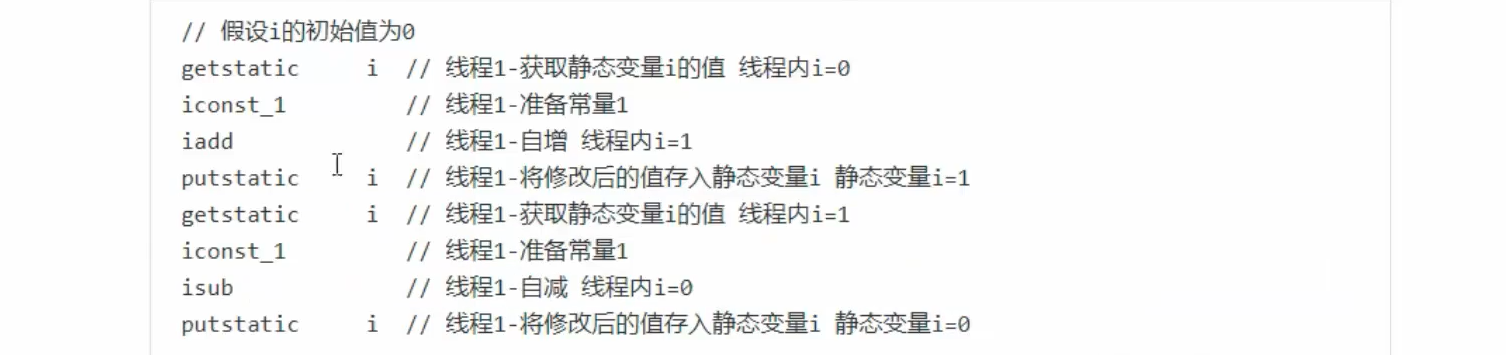 // 假设i的初始值为0
getstatic     i  // 线程1-获取静态变量i的值 线程内i=0
iconst_1         // 线程1-准备常量1
iadd             // 线程1-自增 线程内i=1
putstatic     i  // 线程1-将修改后的值存入静态变量i 静态变量i=1
getstatic     i  // 线程1-获取静态变量i的值 线程内i=1
iconst_1         // 线程1-准备常量1
isub             // 线程1-自减 线程内i=0
putstatic     i  // 线程1-将修改后的值存入静态变量i 静态变量i=0